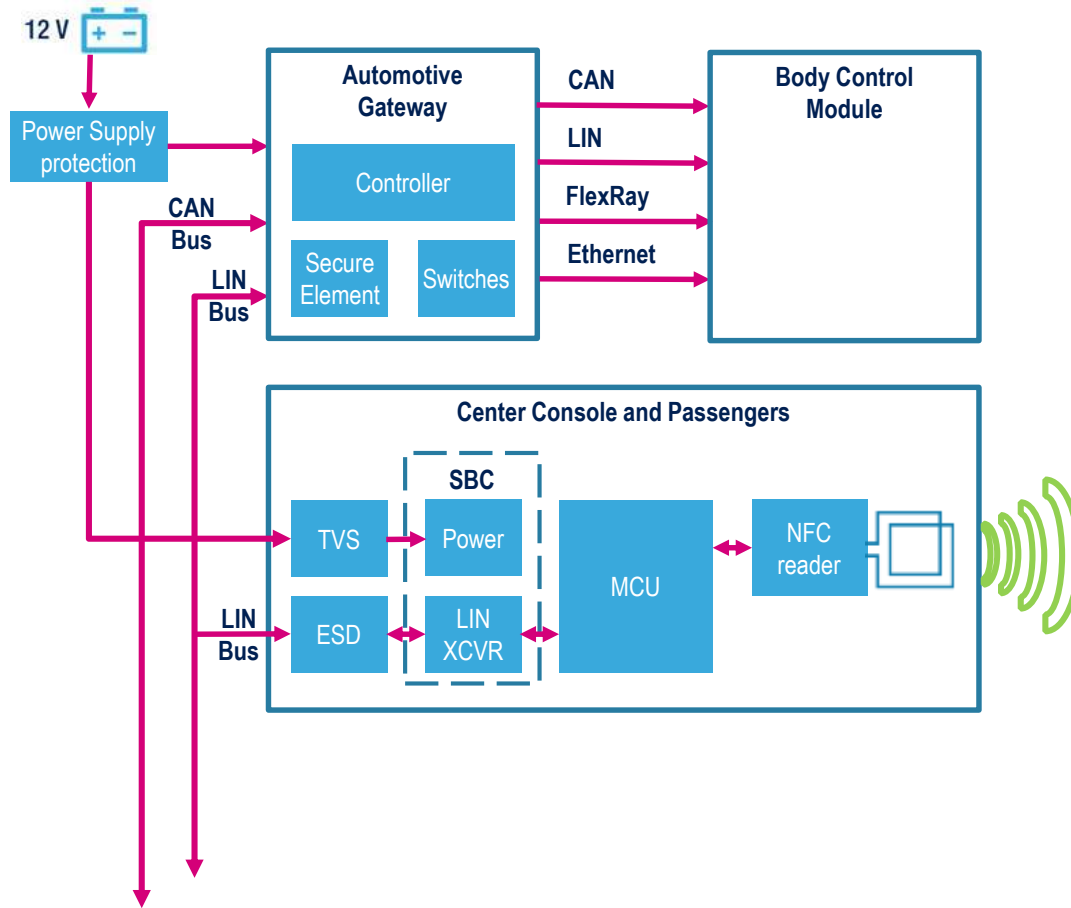 12 V
+ −
Power Supply
protection
CAN
Bus
LIN
Bus
Automotive
Gateway
Controller
Secure
Element
Switches
CAN
LIN
FlexRay
Ethernet
Body Control
Module
Center Console and Passengers
SBC
TVS
Power
ESD
LIN
XCVR
MCU
NFC
reader
LIN
Bus